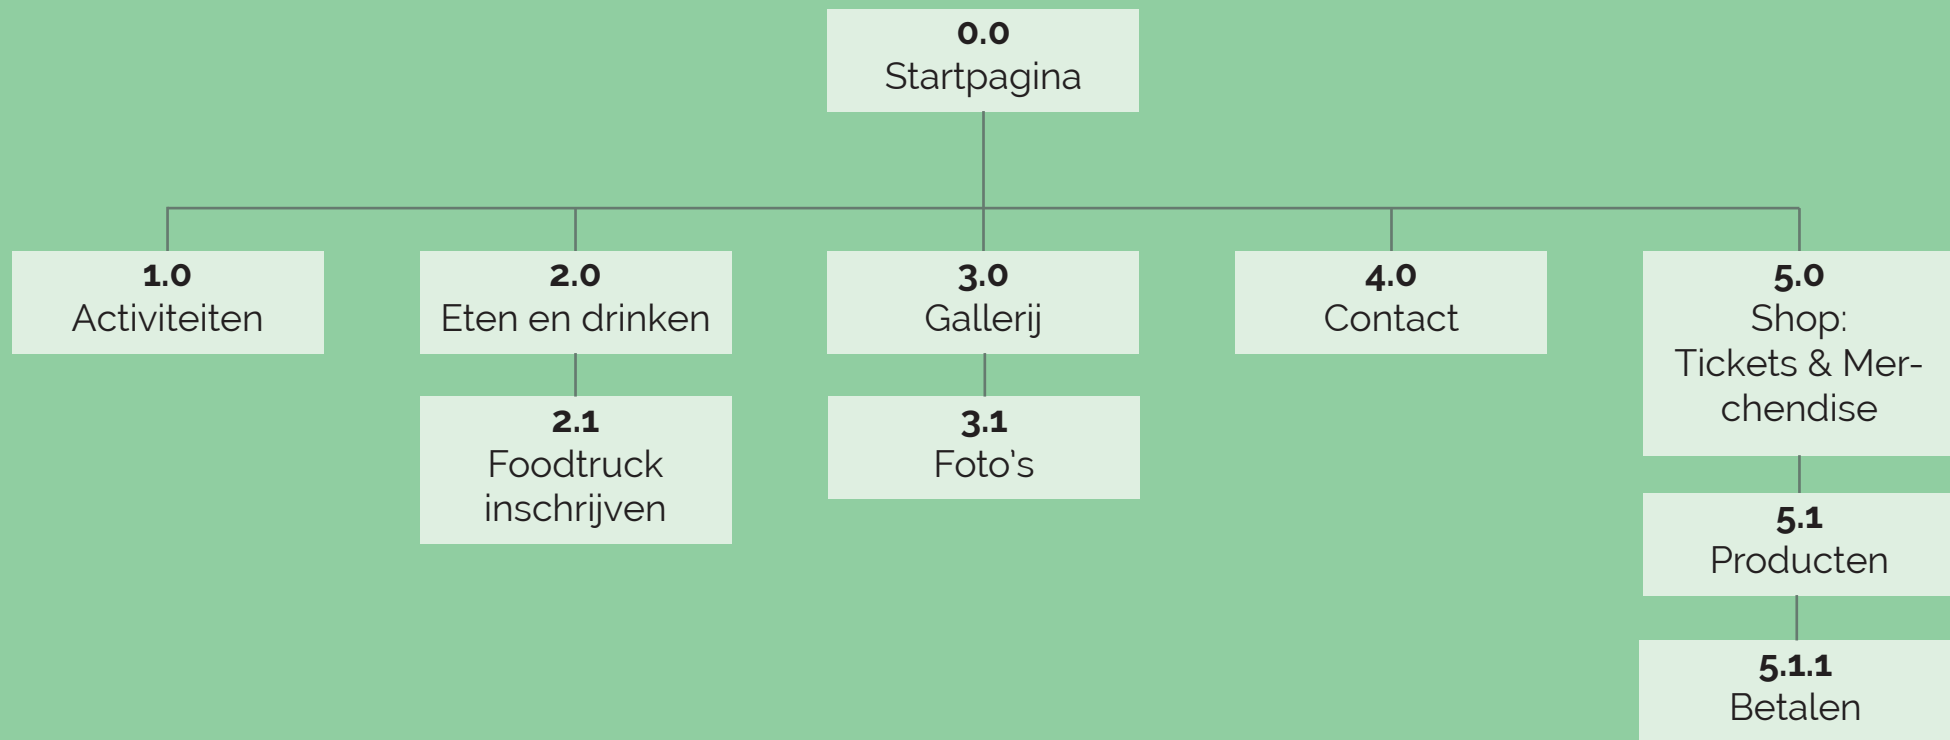 0.0
Startpagina
1.0
Activiteiten
2.0
Eten en drinken
3.0
Gallerij
4.0
Contact
5.0
Shop:
Tickets & Mer-
chendise
2.1
Foodtruck
inschrijven
3.1
Foto's
5.1
Producten
5.1.1
Betalen